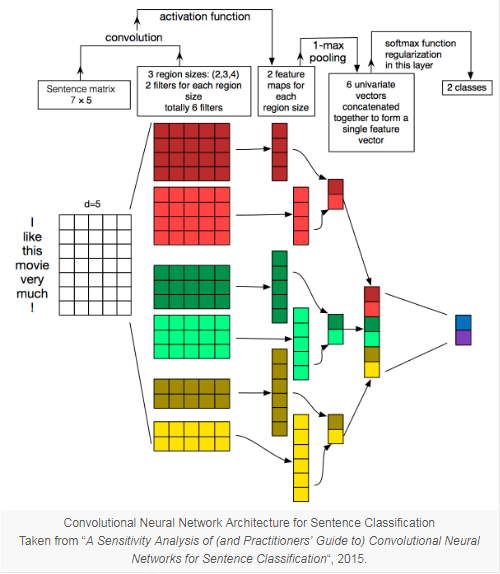 activation function
convolution
1-max
pooling
softmax function
regularization
in this layer
Sentence matrix
7 × 5
3 region sizes: (2,3,4)
2 filters for each region
size
totally 6 filters
2 feature
maps for
each
region size
6 univariate
vectors
concatenated
together to form a
single feature
vector
2 classes
d=5
I
like
this
movie
very
much
!
Convolutional Neural Network Architecture for Sentence Classification
Taken from “A Sensitivity Analysis of (and Practitioners’ Guide to) Convolutional Neural
Networks for Sentence Classification“, 2015.